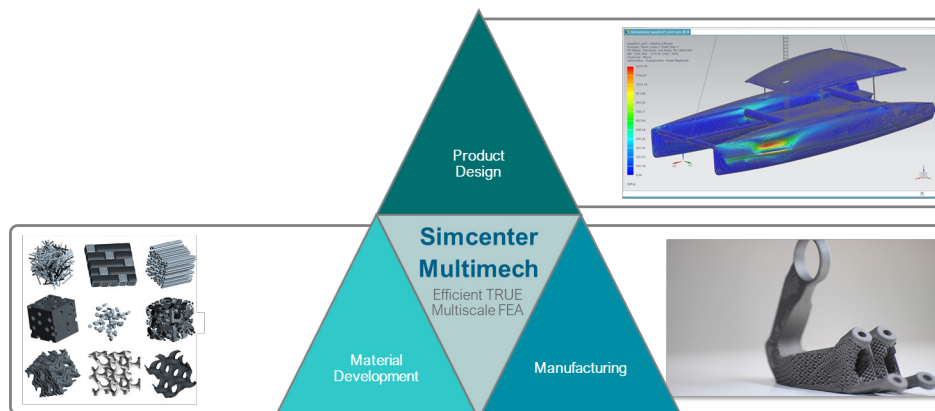 Product
Design
Simcenter
Multimech
Efficient TRUE
Multiscale FEA
Material
Development
Manufacturing